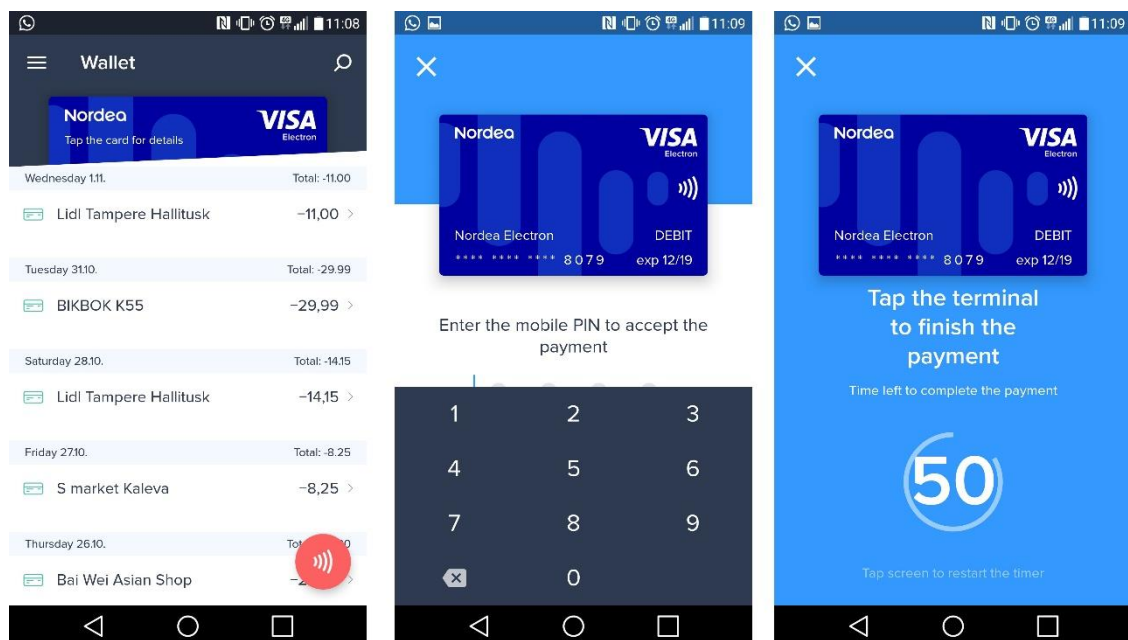 11:08
Wallet
Nordea
VISA
Tap the card for details
Electron
Wednesday 1.11. Total: -11.00
Lidl Tampere Hallitusk −11,00
Tuesday 31.10. Total: -29.99
BIKBOK K55 −29,99
Saturday 28.10. Total: -14.15
Lidl Tampere Hallitusk −14,15
Friday 27.10. Total: -8.25
S market Kaleva −8,25
Thursday 26.10.
Bai Wei Asian Shop
11:09
Nordea
VISA
Electron
Nordea Electron DEBIT
**** **** **** 8079 exp 12/19
Enter the mobile PIN to accept the
payment
1 2 3
4 5 6
7 8 9
0
11:09
Nordea
VISA
Electron
Nordea Electron DEBIT
**** **** **** 8079 exp 12/19
Tap the terminal
to finish the
payment
Time left to complete the payment
50
Tap screen to restart the timer